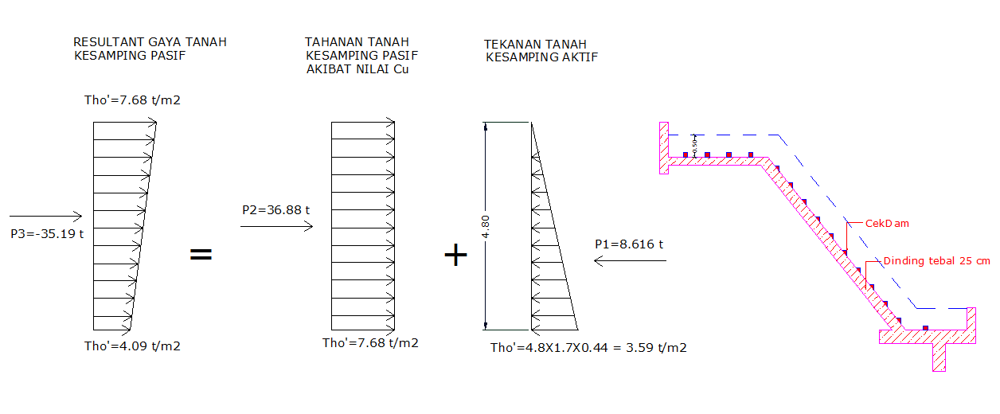 RESULTANT GAYA TANAH
KESAMPING PASIF
Tho'=7.68 t/m2
P3=-35.19 t
Tho'=4.09 t/m2
=
TAHANAN TANAH
KESAMPING PASIF
AKIBAT NILAI Cu
P2=36.88 t
Tho'=7.68 t/m2
+
TEKANAN TANAH
KESAMPING AKTIF
4.80
P1=8.616 t
Tho'=4.8X1.7X0.44 = 3.59 t/m2
0.50
CekDam
Dinding tebal 25 cm